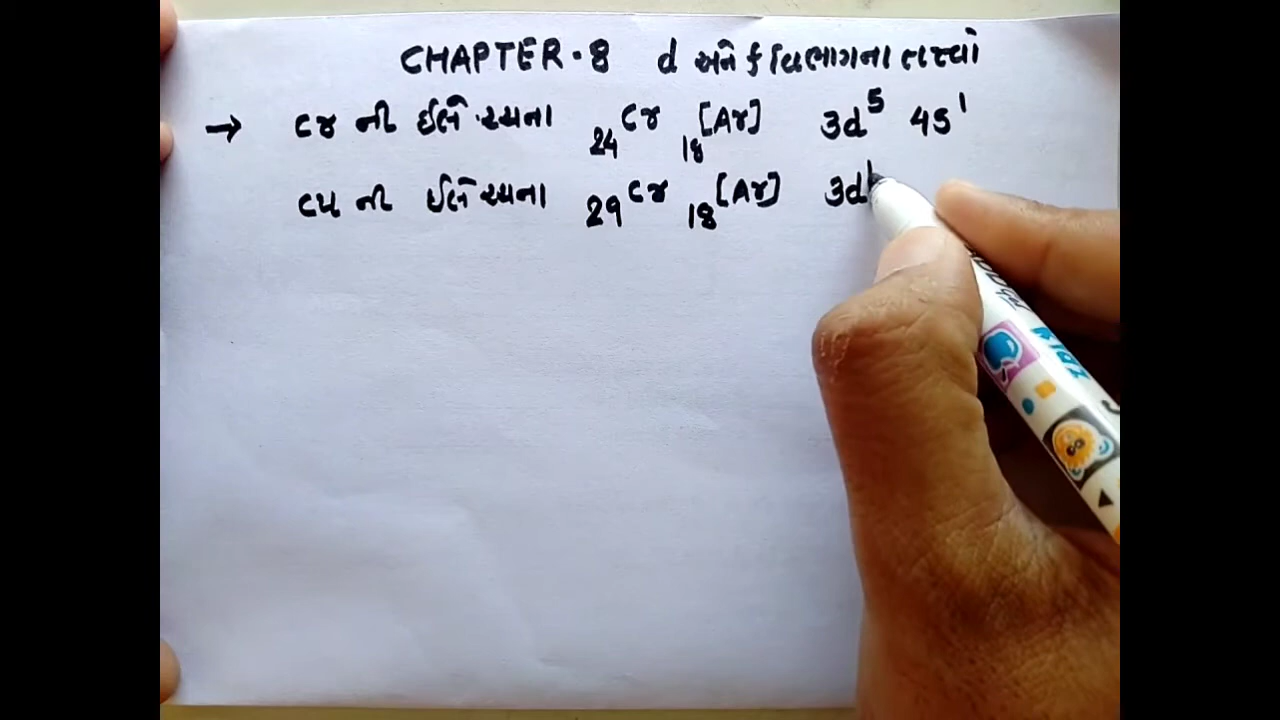 CHAPTER-8 d અને f વિભાગના તત્વો
→ Cr ની ઈલે. રચના 24Cr 18[Ar] 3d5 4s1
Cu ની ઈલે રચના 29Cr 18[Ar] 3d1